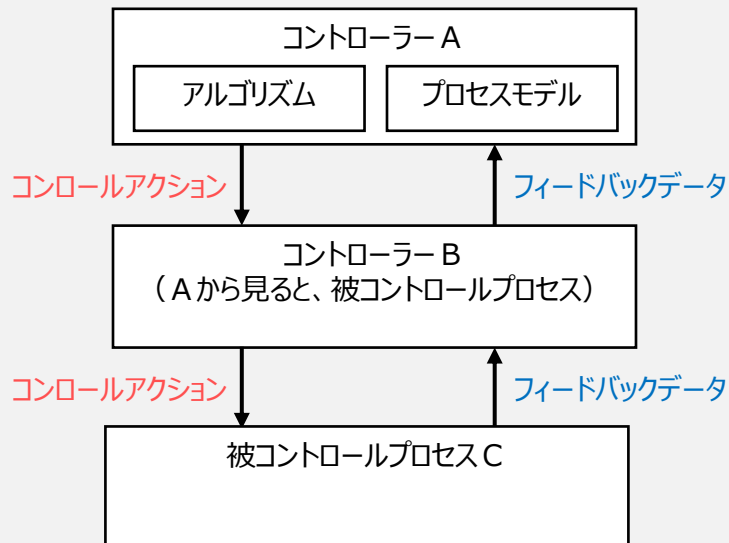 コントローラーA
アルゴリズム
プロセスモデル
コンロールアクション
フィードバックデータ
コントローラーB
(Aから見ると、被コントロールプロセス)
コンロールアクション
フィードバックデータ
被コントロールプロセスC